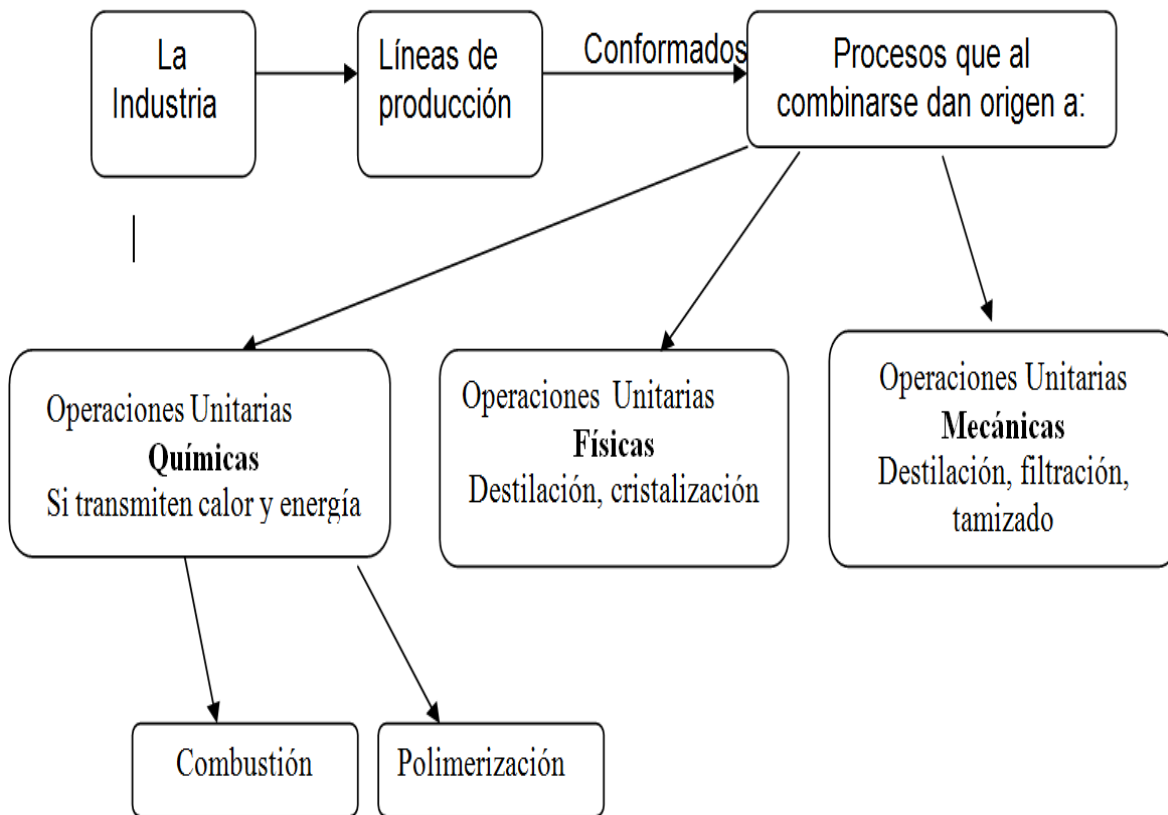 La
Industria
Líneas de
producción
Conformados
Procesos que al
combinarse dan origen a:
Operaciones Unitarias
Químicas
Si transmiten calor y energía
Operaciones Unitarias
Físicas
Destilación, cristalización
Operaciones Unitarias
Mecánicas
Destilación, filtración,
tamizado
Combustión
Polimerización